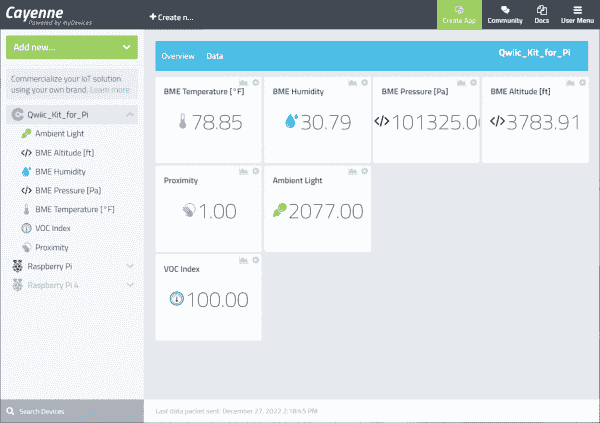 Cayenne
Powered by myDevices
+ Create n...
Create App
Community
Docs
User Menu
Add new...
Commercialize your IoT solution
using your own brand. Learn more
Qwiic_Kit_for_Pi
Ambient Light
</> BME Altitude [ft]
BME Humidity
</> BME Pressure [Pa]
BME Temperature [°F]
VOC Index
Proximity
Raspberry Pi
Raspberry Pi 4
Search Devices
Overview
Data
Qwiic_Kit_for_Pi
BME Temperature [°F]
78.85
BME Humidity
30.79
BME Pressure [Pa]
</>101325.00
BME Altitude [ft]
</>3783.91
Proximity
1.00
Ambient Light
2077.00
VOC Index
100.00
Last data packet sent: December 27, 2022 2:18:45 PM